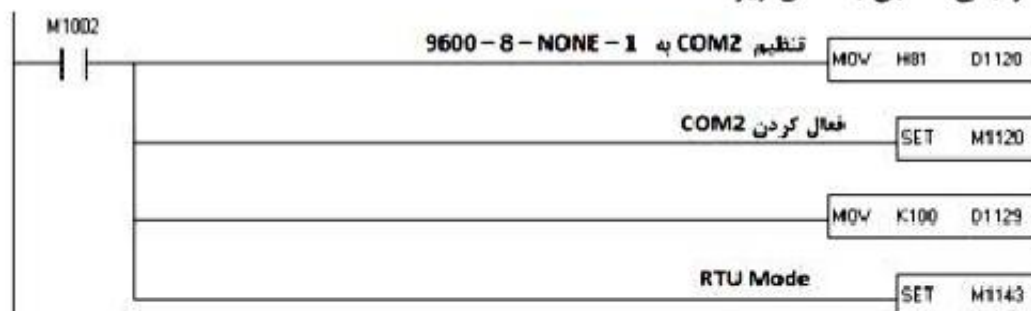 M1002
تنظیم COM2 به 9600 – 8 – NONE – 1
MOV H81 D1120
فعال کردن COM2
SET M1120
MOV K100 D1129
RTU Mode
SET M1143